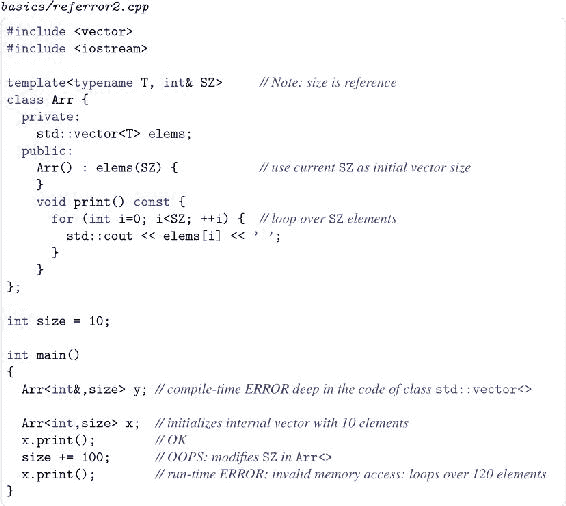 basics/referror2.cpp
#include <vector>
#include <iostream>
template<typename T, int& SZ> // Note: size is reference
class Arr {
private:
std::vector<T> elems;
public:
Arr() : elems(SZ) { // use current SZ as initial vector size
}
void print() const {
for (int i=0; i<SZ; ++i) { // loop over SZ elements
std::cout << elems[i] << ’ ’;
}
}
};
int size = 10;
int main()
{
Arr<int&,size> y; // compile-time ERROR deep in the code of class std::vector<>
Arr<int,size> x; // initializes internal vector with 10 elements
x.print(); // OK
size += 100; // OOPS: modifies SZ in Arr<>
x.print(); // run-time ERROR: invalid memory access: loops over 120 elements
}